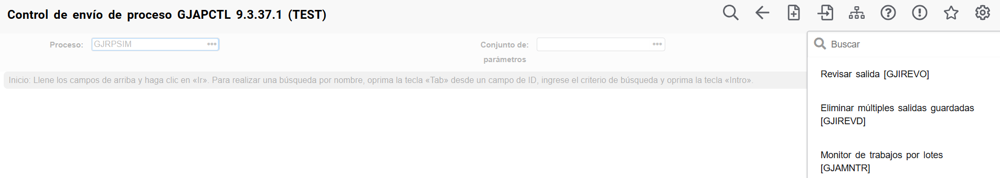 Control de envío de proceso GJAPCTL 9.3.37.1 (TEST)
Proceso: GJRPSIM
Conjunto de:
parámetros
Inicio: Llene los campos de arriba y haga clic en «Ir». Para realizar una búsqueda por nombre, oprima la tecla «Tab» desde un campo de ID, ingrese el criterio de búsqueda y oprima la tecla «Intro».
Buscar
Revisar salida [GJIREVO]
Eliminar múltiples salidas guardadas
[GJIREVD]
Monitor de trabajos por lotes
[GJAMNTR]